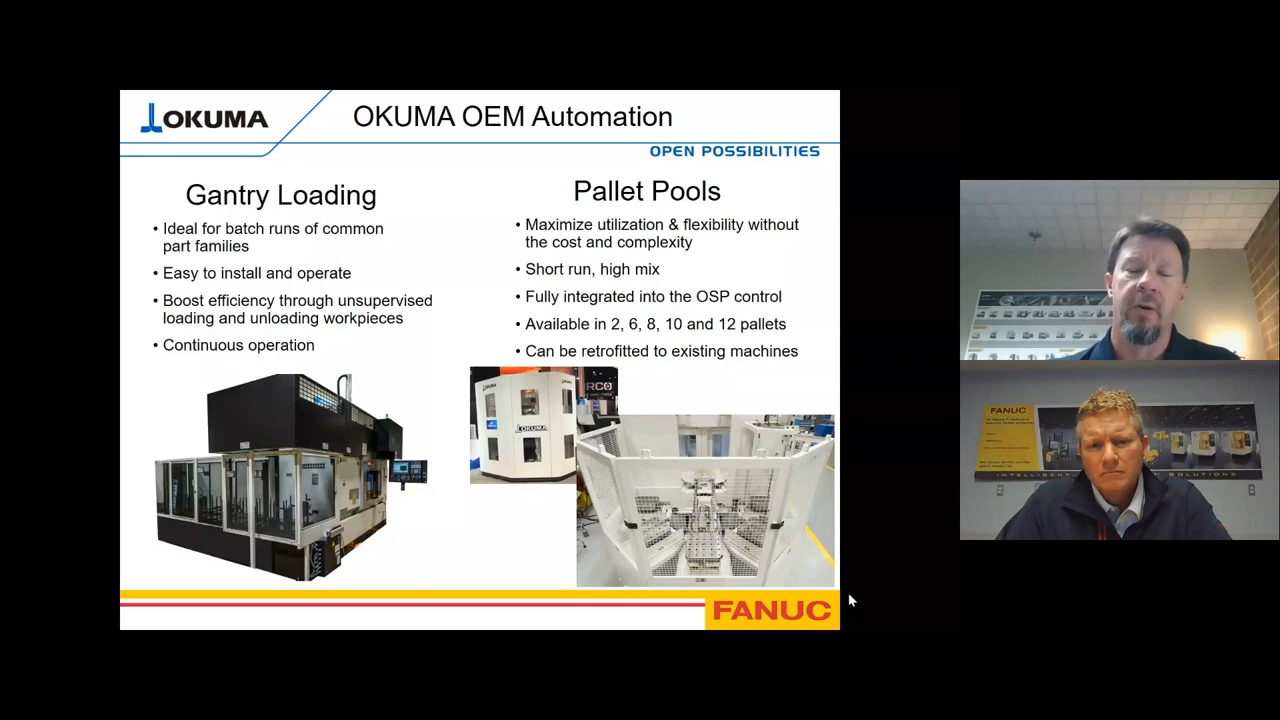 OKUMA
OKUMA OEM Automation
OPEN POSSIBILITIES
Gantry Loading
• Ideal for batch runs of common
part families
• Easy to install and operate
• Boost efficiency through unsupervised
loading and unloading workpieces
• Continuous operation
Pallet Pools
• Maximize utilization & flexibility without
the cost and complexity
• Short run, high mix
• Fully integrated into the OSP control
• Available in 2, 6, 8, 10 and 12 pallets
• Can be retrofitted to existing machines
OKUMA
OKUMA
FANUC
FANUC
INTELLIGENT
SOLUTIONS